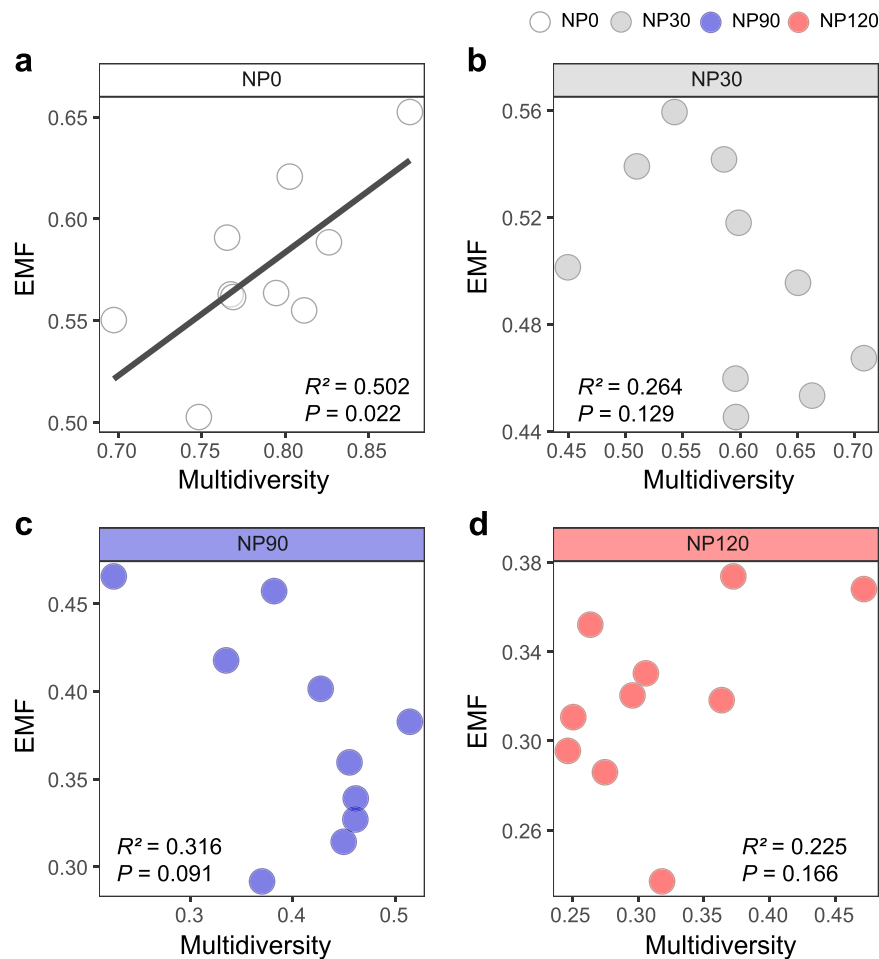 NP0 NP30 NP90 NP120
a
NP0
0.65
0.60
0.55
0.50
EMF
R² = 0.502
P = 0.022
0.70 0.75 0.80 0.85
Multidiversity
b
NP30
0.56
0.52
0.48
0.44
EMF
R² = 0.264
P = 0.129
0.45 0.50 0.55 0.60 0.65 0.70
Multidiversity
c
NP90
0.45
0.40
0.35
0.30
EMF
R² = 0.316
P = 0.091
0.3 0.4 0.5
Multidiversity
d
NP120
0.38
0.34
0.30
0.26
EMF
R² = 0.225
P = 0.166
0.25 0.30 0.35 0.40 0.45
Multidiversity